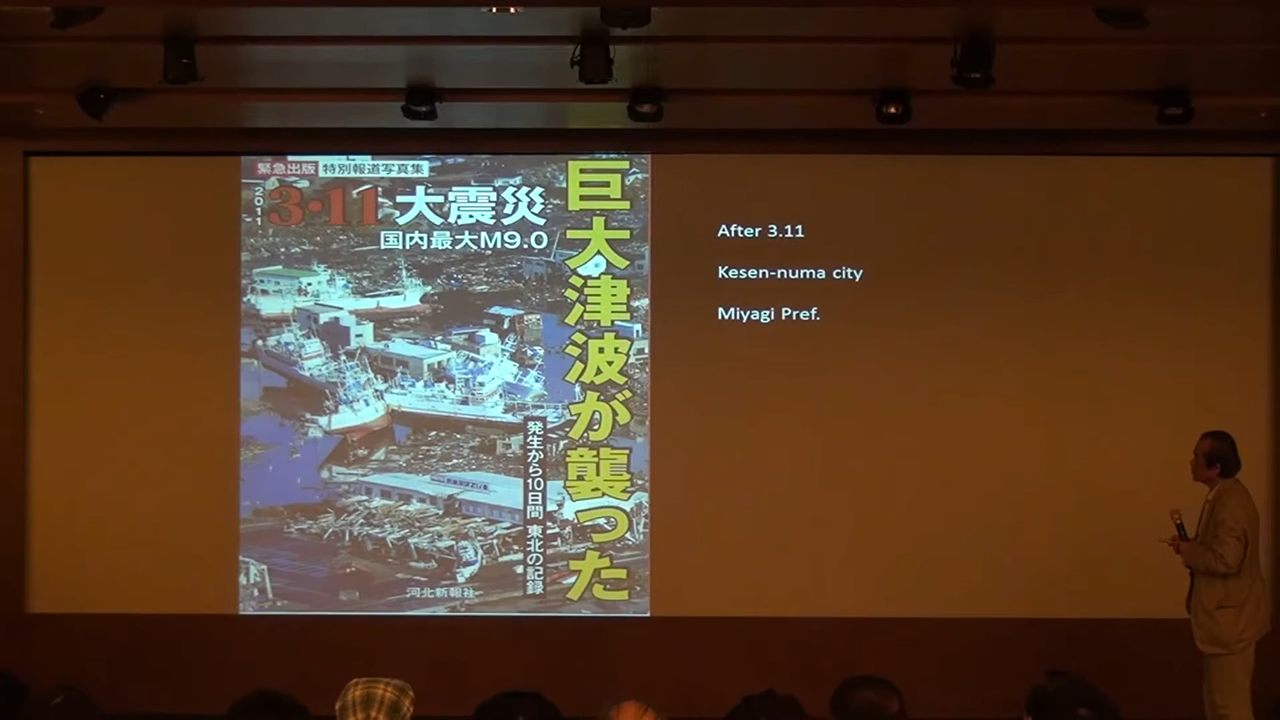 緊急出版 特別報道写真集
2011
3・11 大震災
国内最大M9.0
巨大津波が襲った
発生から10日間 東北の記録
河北新報社
After 3.11
Kesen-numa city
Miyagi Pref.